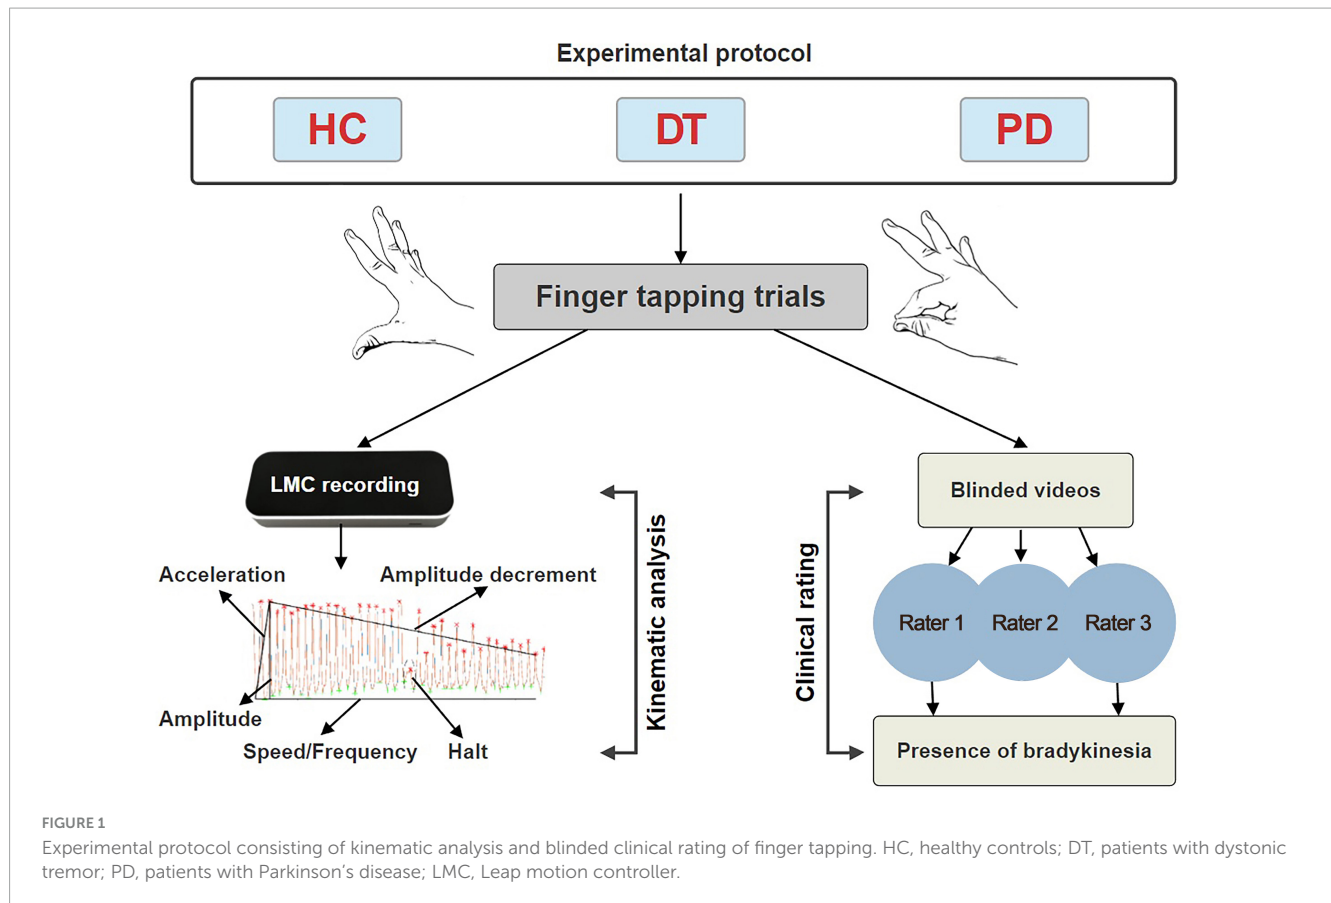 Experimental protocol
HC
DT
PD
Finger tapping trials
LMC recording
Blinded videos
Acceleration
Amplitude decrement
Amplitude
Speed/Frequency
Halt
Kinematic analysis
Clinical rating
Rater 1
Rater 2
Rater 3
Presence of bradykinesia
FIGURE 1
Experimental protocol consisting of kinematic analysis and blinded clinical rating of finger tapping. HC, healthy controls; DT, patients with dystonic
tremor; PD, patients with Parkinson’s disease; LMC, Leap motion controller.